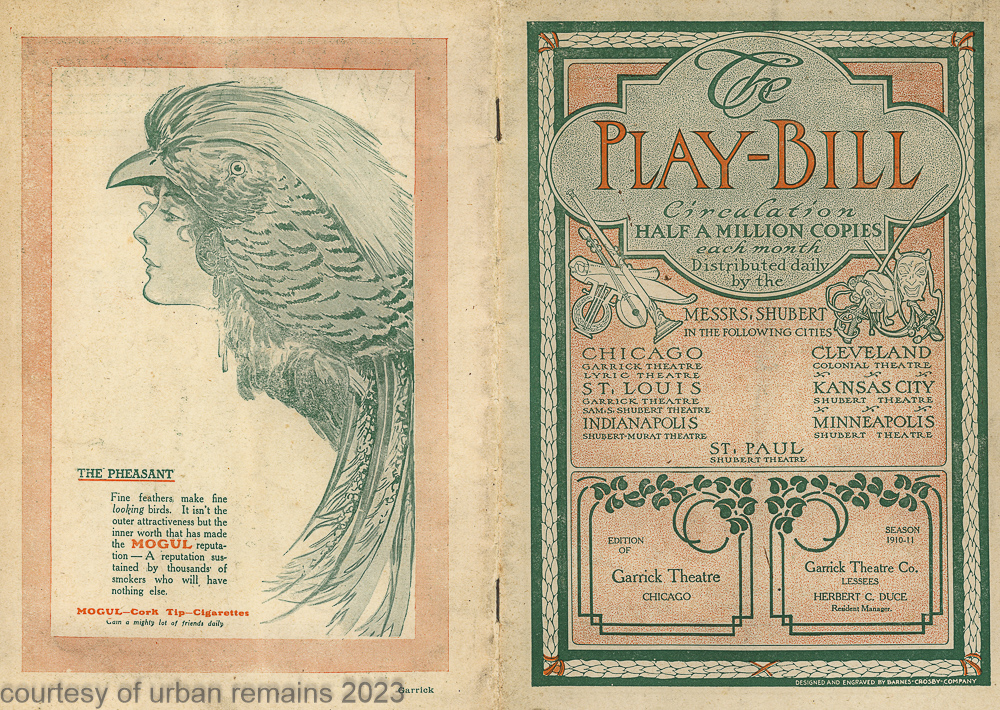 THE PHEASANT
Fine feathers make fine
looking birds. It isn't the
outer attractiveness but the
inner worth that has made
the MOGUL reputa-
tion — A reputation sus-
tained by thousands of
smokers who will have
nothing else.
MOGUL—Cork Tip—Cigarettes
Gain a mighty lot of friends daily
Garrick
courtesy of urban remains 2023
The
PLAY-BILL
Circulation
HALF A MILLION COPIES
each month
Distributed daily
by the
MESSRS. SHUBERT
IN THE FOLLOWING CITIES
CHICAGO
GARRICK THEATRE
LYRIC THEATRE
ST. LOUIS
GARRICK THEATRE
SAM. S. SHUBERT THEATRE
INDIANAPOLIS
SHUBERT-MURAT THEATRE
CLEVELAND
COLONIAL THEATRE
KANSAS CITY
SHUBERT THEATRE
MINNEAPOLIS
SHUBERT THEATRE
ST. PAUL
SHUBERT THEATRE
EDITION
OF
Garrick Theatre
CHICAGO
SEASON
1910-11
Garrick Theatre Co.
LESSEES
HERBERT C. DUCE
Resident Manager.
DESIGNED AND ENGRAVED BY BARNES-CROSBY-COMPANY